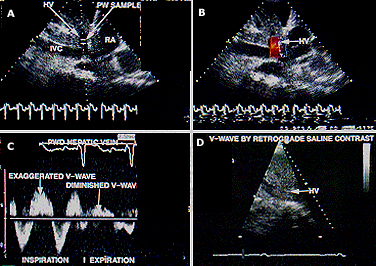 A
HV
PW SAMPLE
IVC
RA
B
HV
C
PWD HEPATIC VEIN
EXAGGERATED V-WAVE
DIMINISHED V-WAV
INSPIRATION
EXPIRATION
D
V-WAVE BY RETROGRADE SALINE CONTRAST
HV